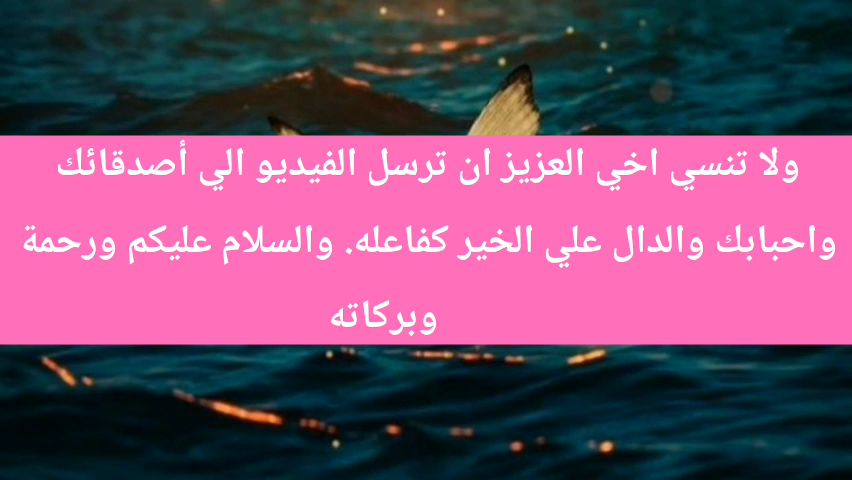 ولا تنسي اخي العزيز ان ترسل الفيديو الي أصدقائك
واحبابك والدال علي الخير كفاعله. والسلام عليكم ورحمة
وبركاته